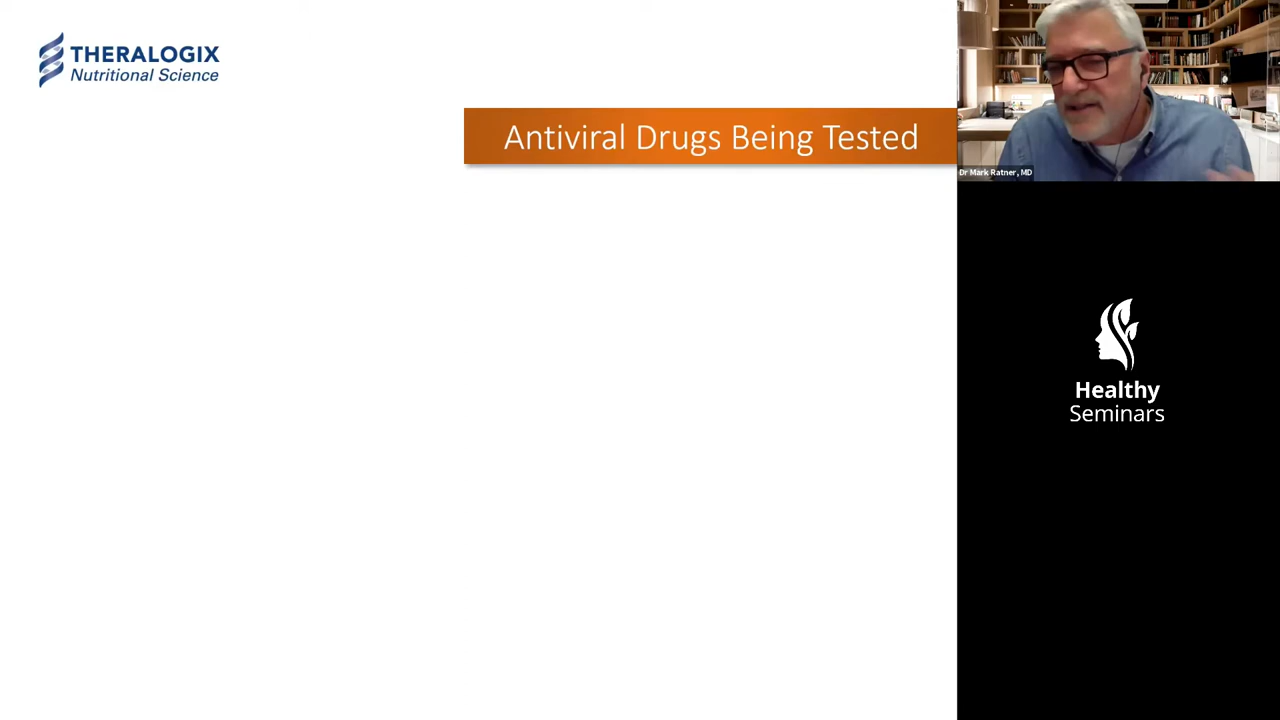 THERALOGIX
Nutritional Science
Antiviral Drugs Being Tested
Dr Mark Ratner, MD
Healthy
Seminars